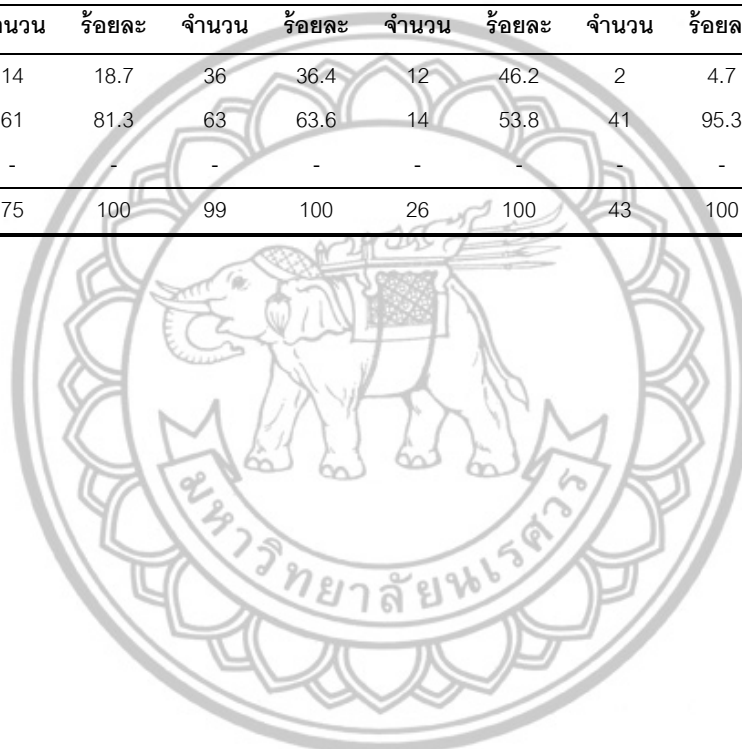 จำนวน ร้อยละ จำนวน ร้อยละ จำนวน ร้อยละ จำนวน ร้อยละ
14 18.7 36 36.4 12 46.2 2 4.7
61 81.3 63 63.6 14 53.8 41 95.3
- - - - - - - -
75 100 99 100 26 100 43 100
มหาวิทยาลัยนเรศวร